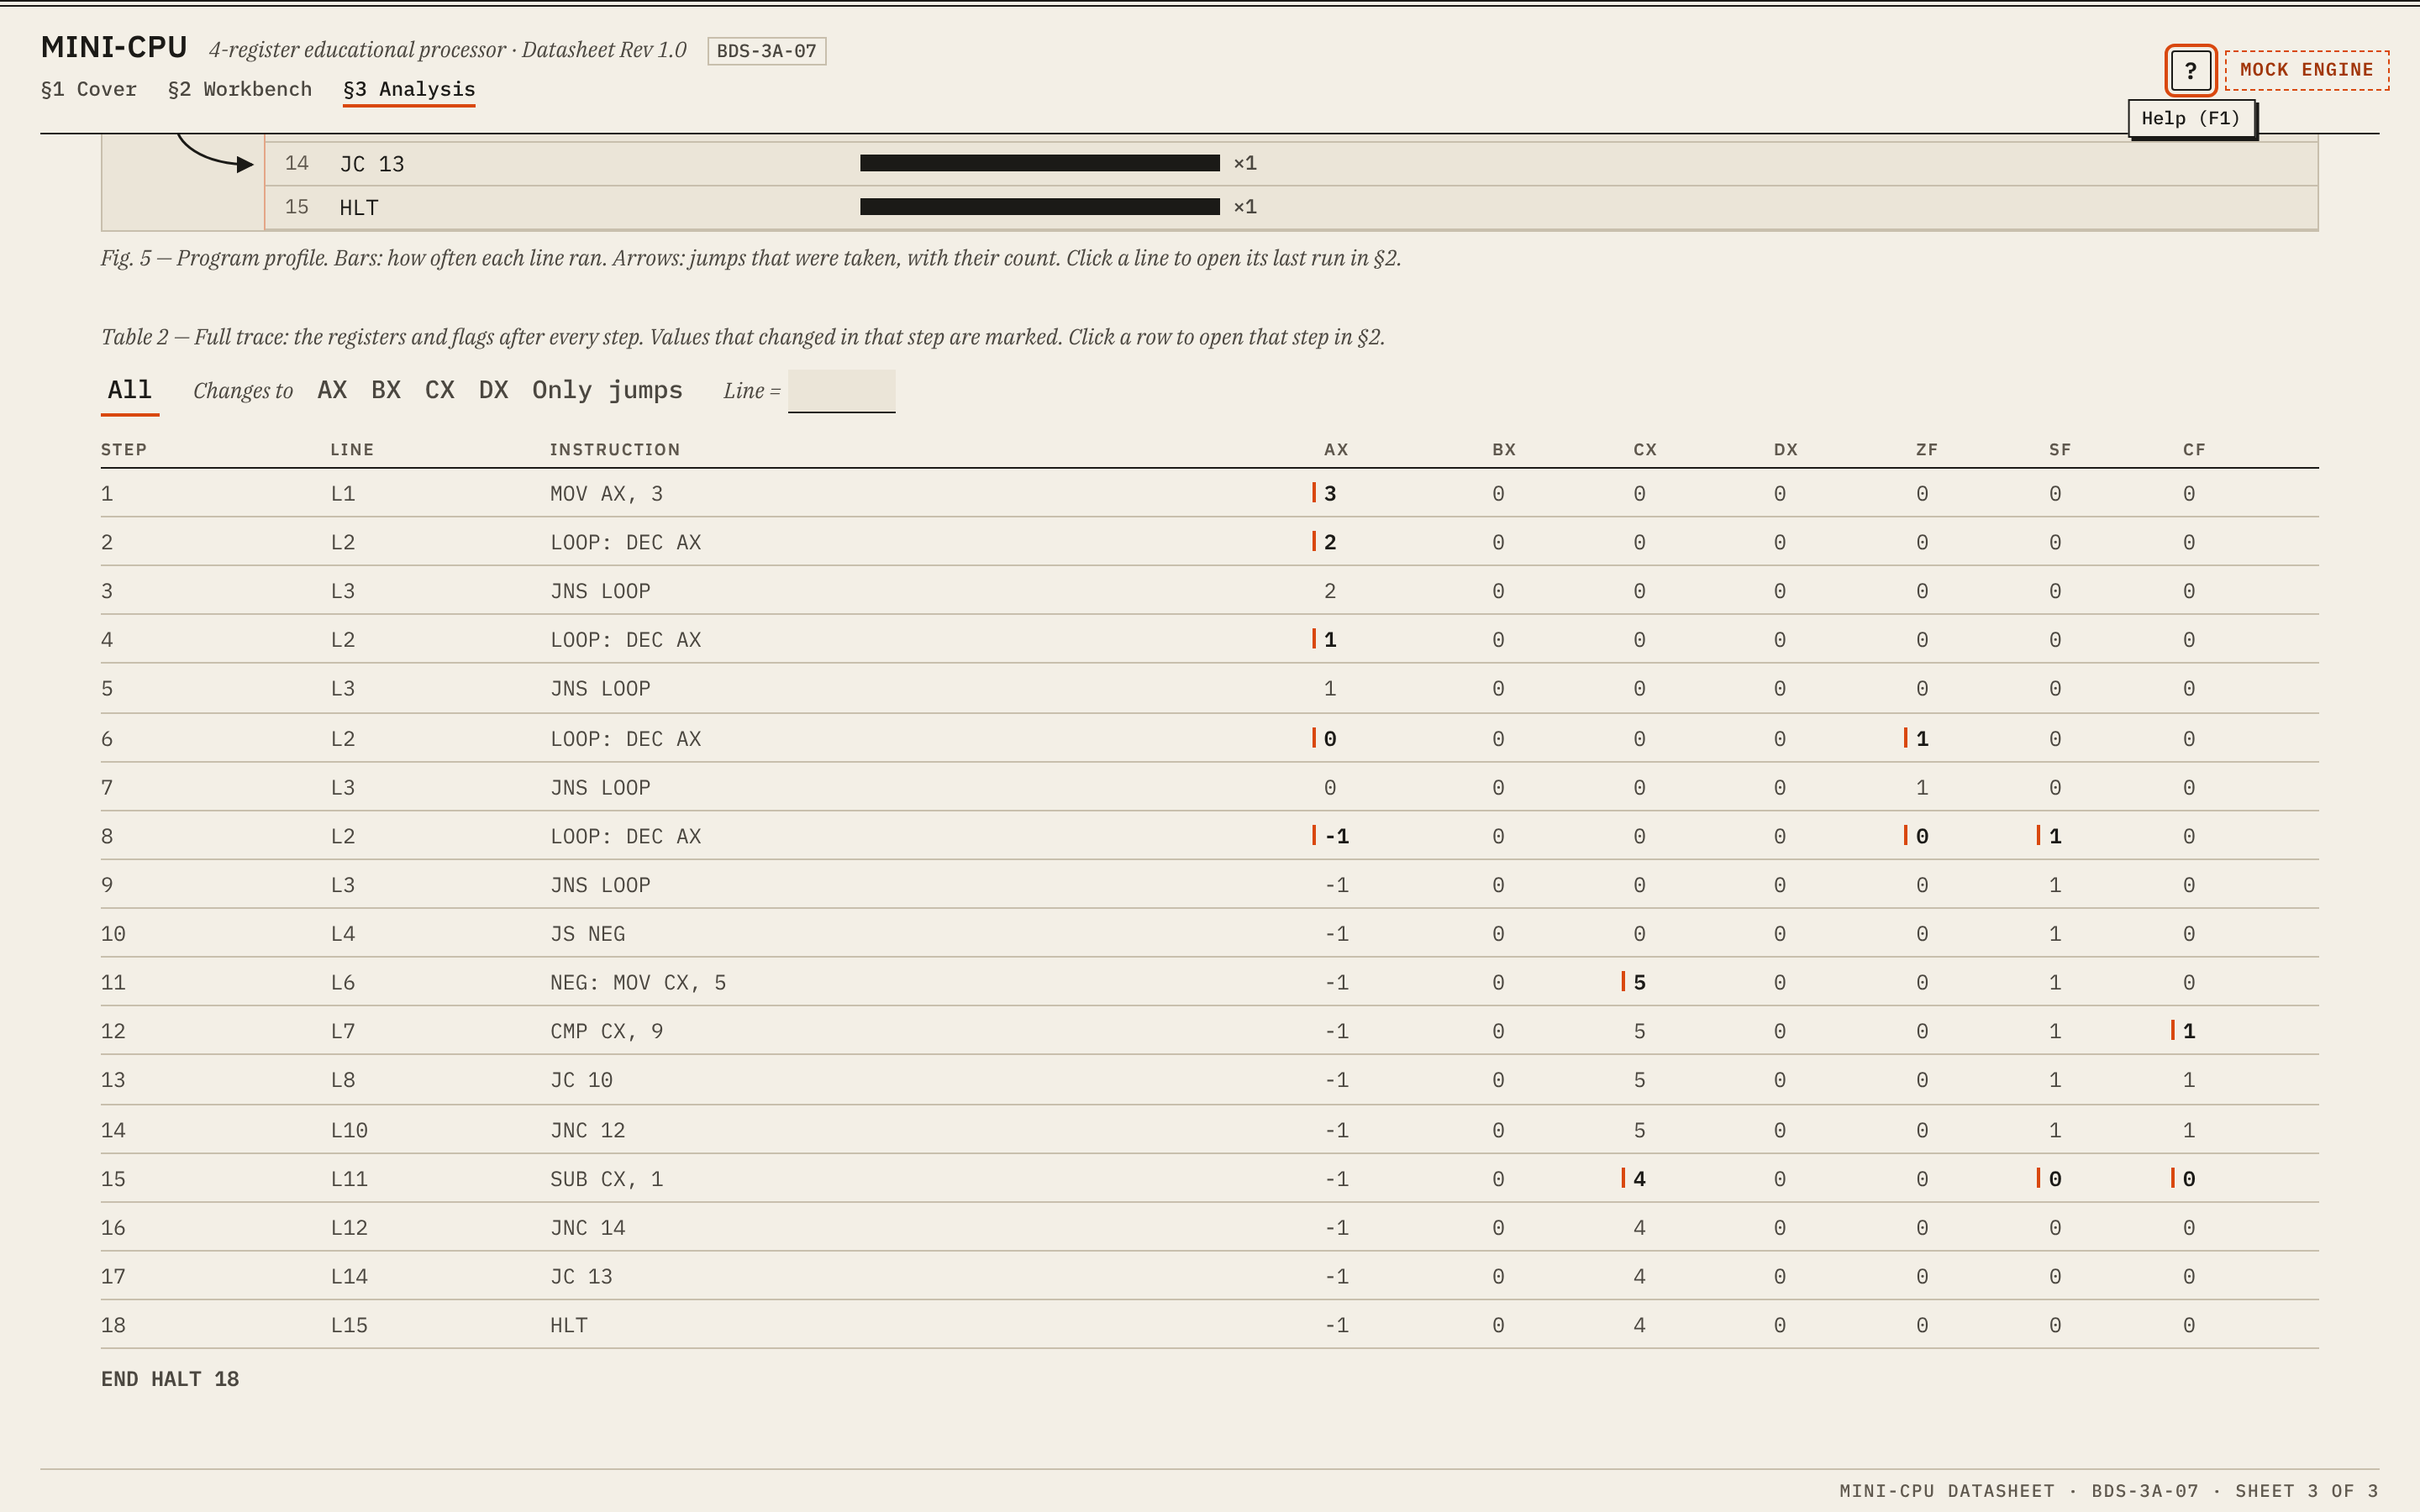 MINI-CPU 4-register educational processor · Datasheet Rev 1.0 BDS-3A-07
§1 Cover §2 Workbench §3 Analysis
? MOCK ENGINE
Help (F1)
14 JC 13 ×1
15 HLT ×1
Fig. 5 — Program profile. Bars: how often each line ran. Arrows: jumps that were taken, with their count. Click a line to open its last run in §2.
Table 2 — Full trace: the registers and flags after every step. Values that changed in that step are marked. Click a row to open that step in §2.
All Changes to AX BX CX DX Only jumps Line =
STEP LINE INSTRUCTION AX BX CX DX ZF SF CF
1 L1 MOV AX, 3 3 0 0 0 0 0 0
2 L2 LOOP: DEC AX 2 0 0 0 0 0 0
3 L3 JNS LOOP 2 0 0 0 0 0 0
4 L2 LOOP: DEC AX 1 0 0 0 0 0 0
5 L3 JNS LOOP 1 0 0 0 0 0 0
6 L2 LOOP: DEC AX 0 0 0 0 1 0 0
7 L3 JNS LOOP 0 0 0 0 1 0 0
8 L2 LOOP: DEC AX -1 0 0 0 0 1 0
9 L3 JNS LOOP -1 0 0 0 0 1 0
10 L4 JS NEG -1 0 0 0 0 1 0
11 L6 NEG: MOV CX, 5 -1 0 5 0 0 1 0
12 L7 CMP CX, 9 -1 0 5 0 0 1 1
13 L8 JC 10 -1 0 5 0 0 1 1
14 L10 JNC 12 -1 0 5 0 0 1 1
15 L11 SUB CX, 1 -1 0 4 0 0 0 0
16 L12 JNC 14 -1 0 4 0 0 0 0
17 L14 JC 13 -1 0 4 0 0 0 0
18 L15 HLT -1 0 4 0 0 0 0
END HALT 18
MINI-CPU DATASHEET · BDS-3A-07 · SHEET 3 OF 3